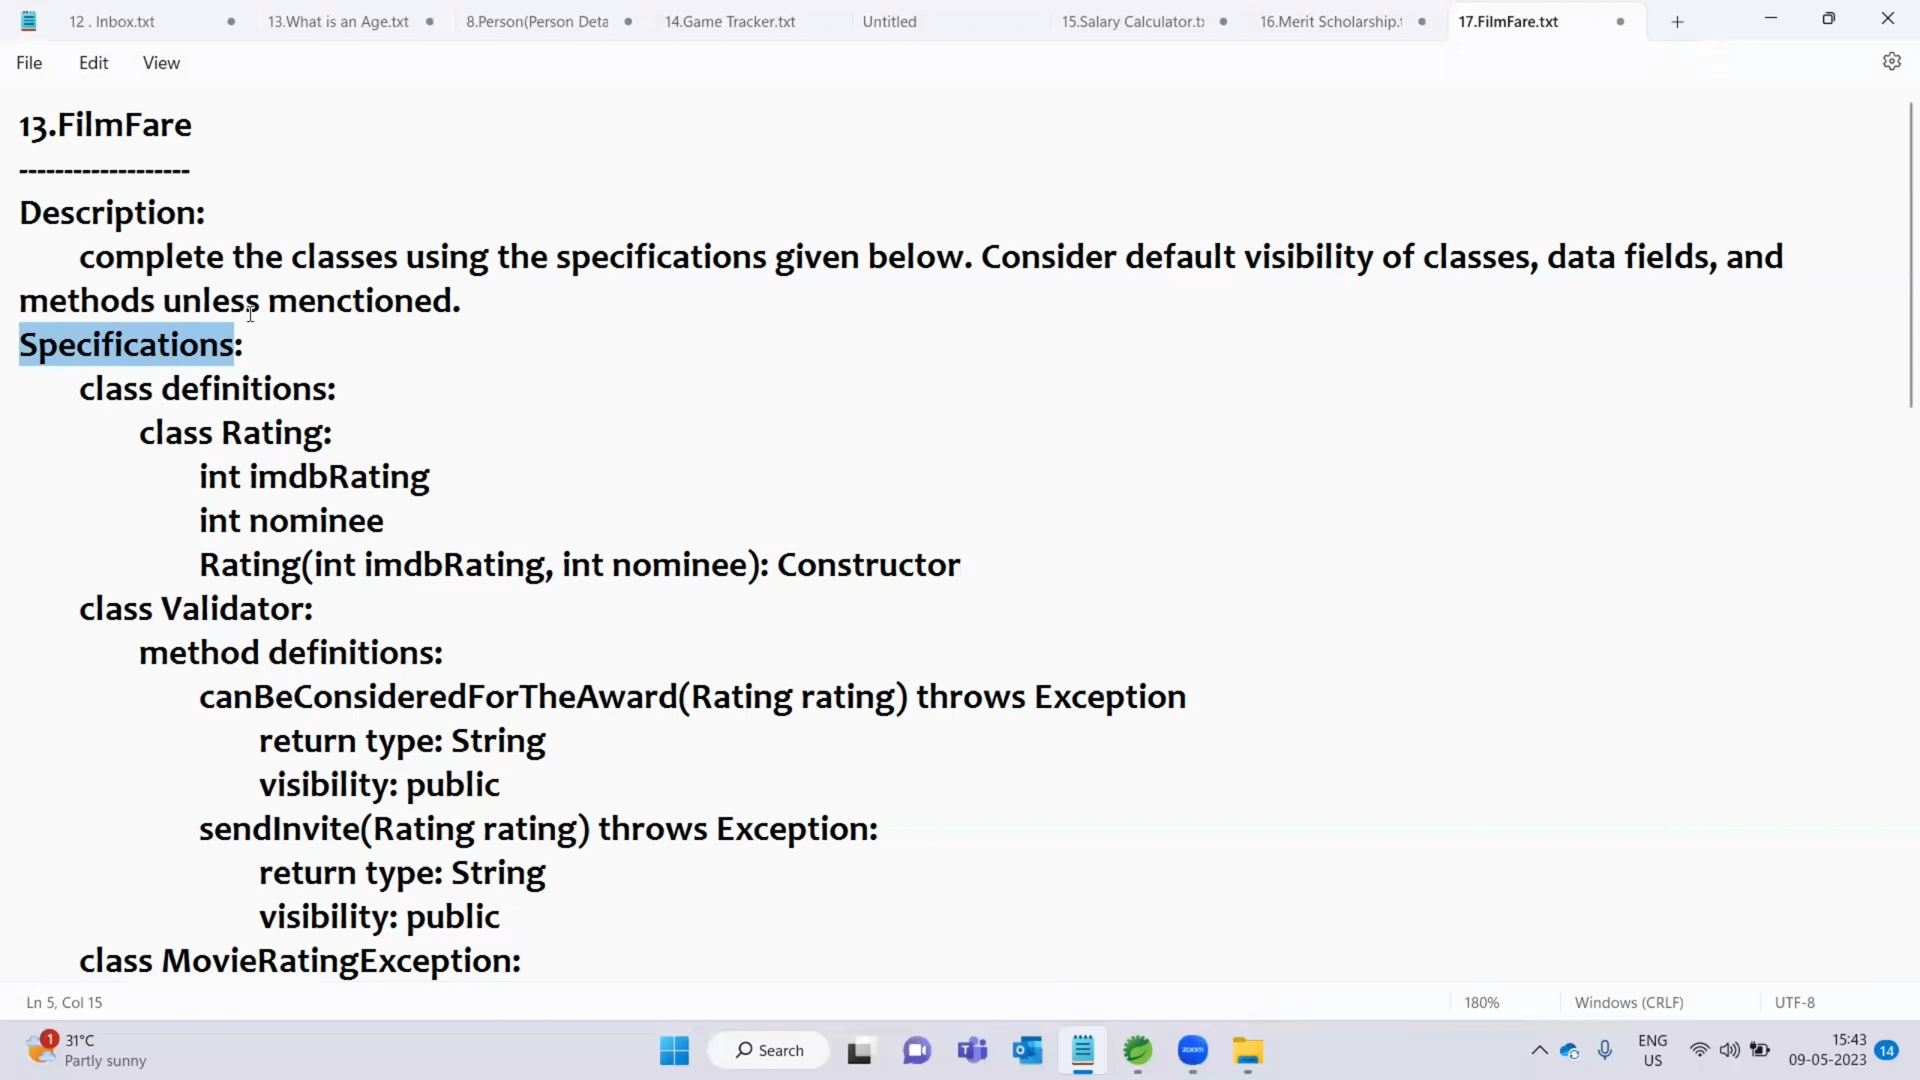 12 . Inbox.txt
13.What is an Age.txt
8.Person(Person Deta
14.Game Tracker.txt
Untitled
15.Salary Calculator.tx
16.Merit Scholarship.t
17.FilmFare.txt
File
Edit
View
13.FilmFare
-------------------
Description:
complete the classes using the specifications given below. Consider default visibility of classes, data fields, and
methods unless menctioned.
Specifications:
class definitions:
class Rating:
int imdbRating
int nominee
Rating(int imdbRating, int nominee): Constructor
class Validator:
method definitions:
canBeConsideredForTheAward(Rating rating) throws Exception
return type: String
visibility: public
sendInvite(Rating rating) throws Exception:
return type: String
visibility: public
class MovieRatingException:
Ln 5, Col 15
180%
Windows (CRLF)
UTF-8
1
31°C
Partly sunny
Search
zoom
ENG
US
15:43
09-05-2023
14